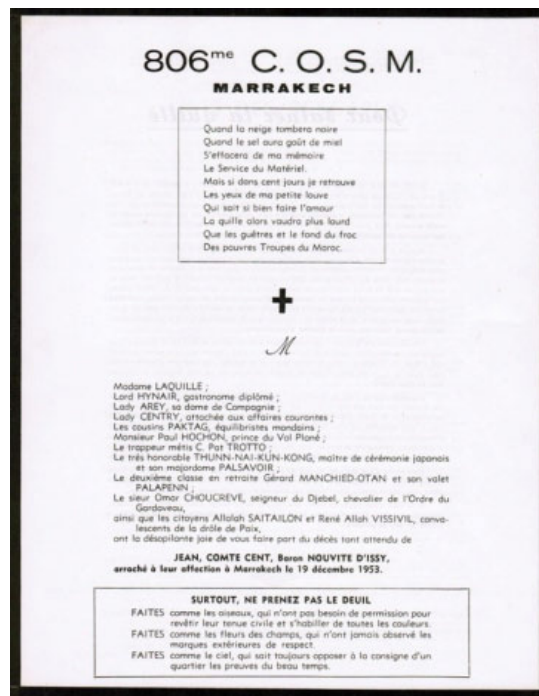 806me C. O. S. M.
MARRAKECH
Quand la neige tombera noire
Quand le sel aura goût de miel
S'effacera de ma mémoire
Le Service du Matériel.
Mais si dans cent jours je retrouve
Les yeux de ma petite louve
Qui sait si bien faire l'amour
La quille alors vaudra plus lourd
Que les guêtres et le fond du froc
Des pauvres Troupes du Maroc.
M
Madame LAQUILLE ;
Lord HYNAIR, gastronome diplômé ;
Lady AREY, sa dame de Compagnie ;
Lady CENTRY, attachée aux affaires courantes ;
Les cousins PAKTAG, équilibristes mondains ;
Monsieur Paul HOCHON, prince du Vol Plané ;
Le trappeur métis C. Pat TROTTO ;
Le très honorable THUNN-NAI-KUN-KONG, maître de cérémonie japonais
et son majordome PALSAVOIR ;
Le deuxième classe en retraite Gérard MANCHIED-OTAN et son valet
PALAPENN ;
Le sieur Omar CHOUCREVE, seigneur du Djebel, chevalier de l'Ordre du
Gardaveau,
ainsi que les citoyens Allalah SAITAILON et René Allah VISSIVIL, conva-
lescents de la drôle de Paix,
ont la désopilante joie de vous faire part du décès tant attendu de
JEAN, COMTE CENT, Baron NOUVITE D'ISSY,
arraché à leur affection à Marrakech le 19 décembre 1953.
SURTOUT, NE PRENEZ PAS LE DEUIL
FAITES comme les oiseaux, qui n'ont pas besoin de permission pour
revêtir leur tenue civile et s'habiller de toutes les couleurs.
FAITES comme les fleurs des champs, qui n'ont jamais observé les
marques extérieures de respect.
FAITES comme le ciel, qui sait toujours opposer à la consigne d'un
quartier les preuves du beau temps.